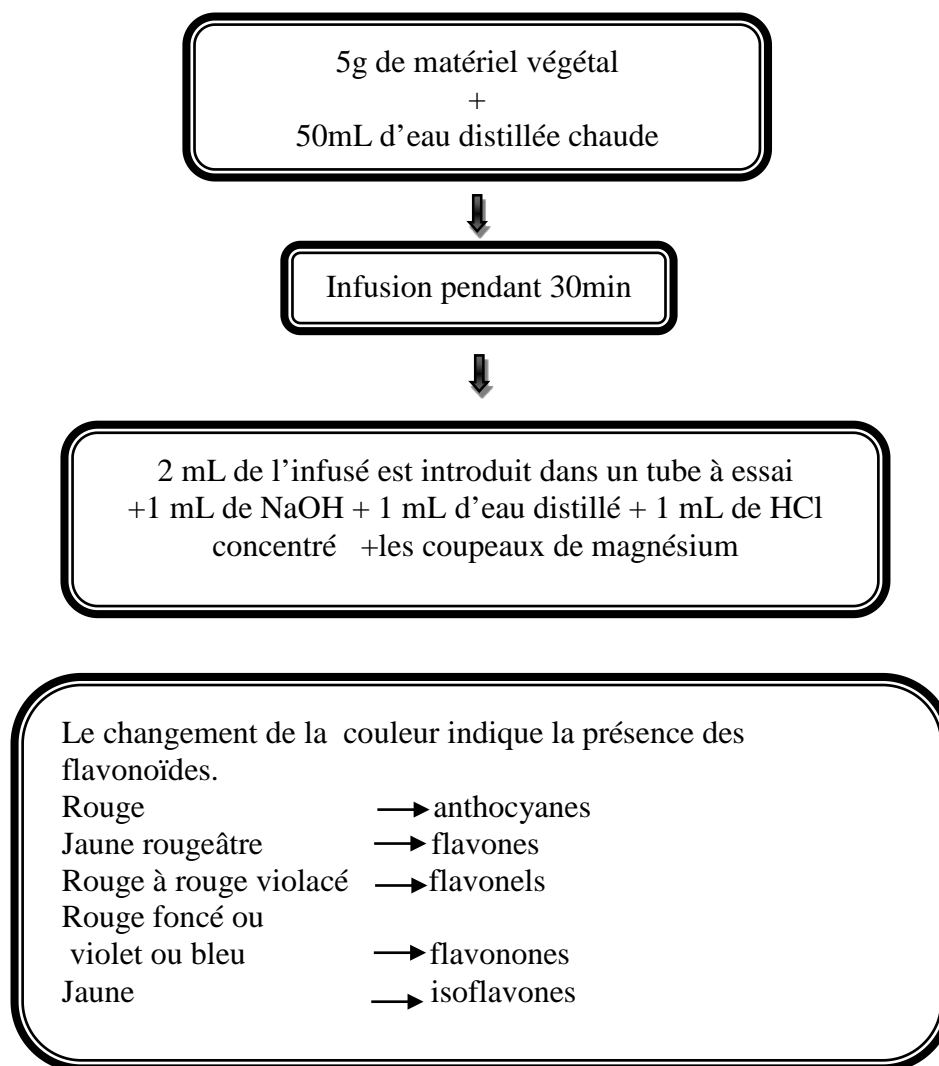 5g de matériel végétal
+
50mL d’eau distillée chaude
Infusion pendant 30min
2 mL de l’infusé est introduit dans un tube à essai
+1 mL de NaOH + 1 mL d’eau distillé + 1 mL de HCl
concentré +les coupeaux de magnésium
Le changement de la couleur indique la présence des
flavonoïdes.
Rouge → anthocyanes
Jaune rougeâtre → flavones
Rouge à rouge violacé → flavonels
Rouge foncé ou
violet ou bleu → flavonones
Jaune → isoflavones